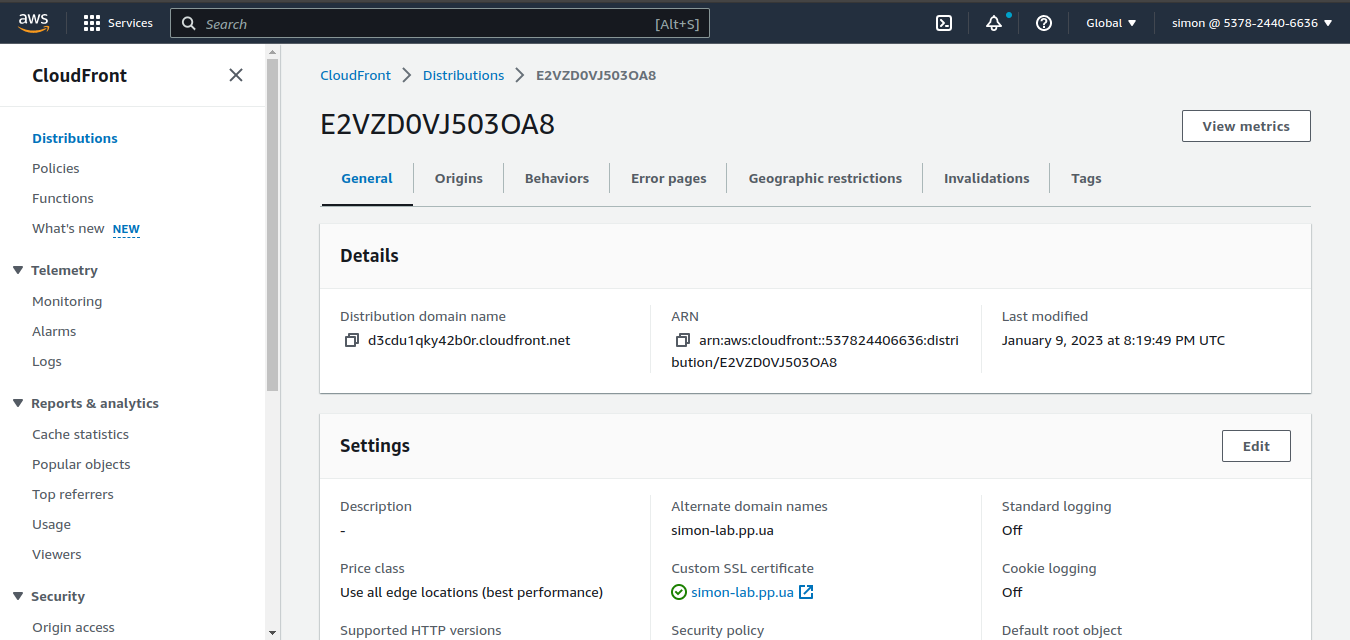 aws
Services
Search
[Alt+S]
Global
simon @ 5378-2440-6636
CloudFront
Distributions
Policies
Functions
What's new NEW
Telemetry
Monitoring
Alarms
Logs
Reports & analytics
Cache statistics
Popular objects
Top referrers
Usage
Viewers
Security
Origin access
CloudFront
Distributions
E2VZD0VJ503OA8
E2VZD0VJ503OA8
View metrics
General
Origins
Behaviors
Error pages
Geographic restrictions
Invalidations
Tags
Details
Distribution domain name
d3cdu1qky42b0r.cloudfront.net
ARN
arn:aws:cloudfront::537824406636:distri
bution/E2VZD0VJ503OA8
Last modified
January 9, 2023 at 8:19:49 PM UTC
Settings
Edit
Description
-
Price class
Use all edge locations (best performance)
Supported HTTP versions
Alternate domain names
simon-lab.pp.ua
Custom SSL certificate
simon-lab.pp.ua
Security policy
Standard logging
Off
Cookie logging
Off
Default root object